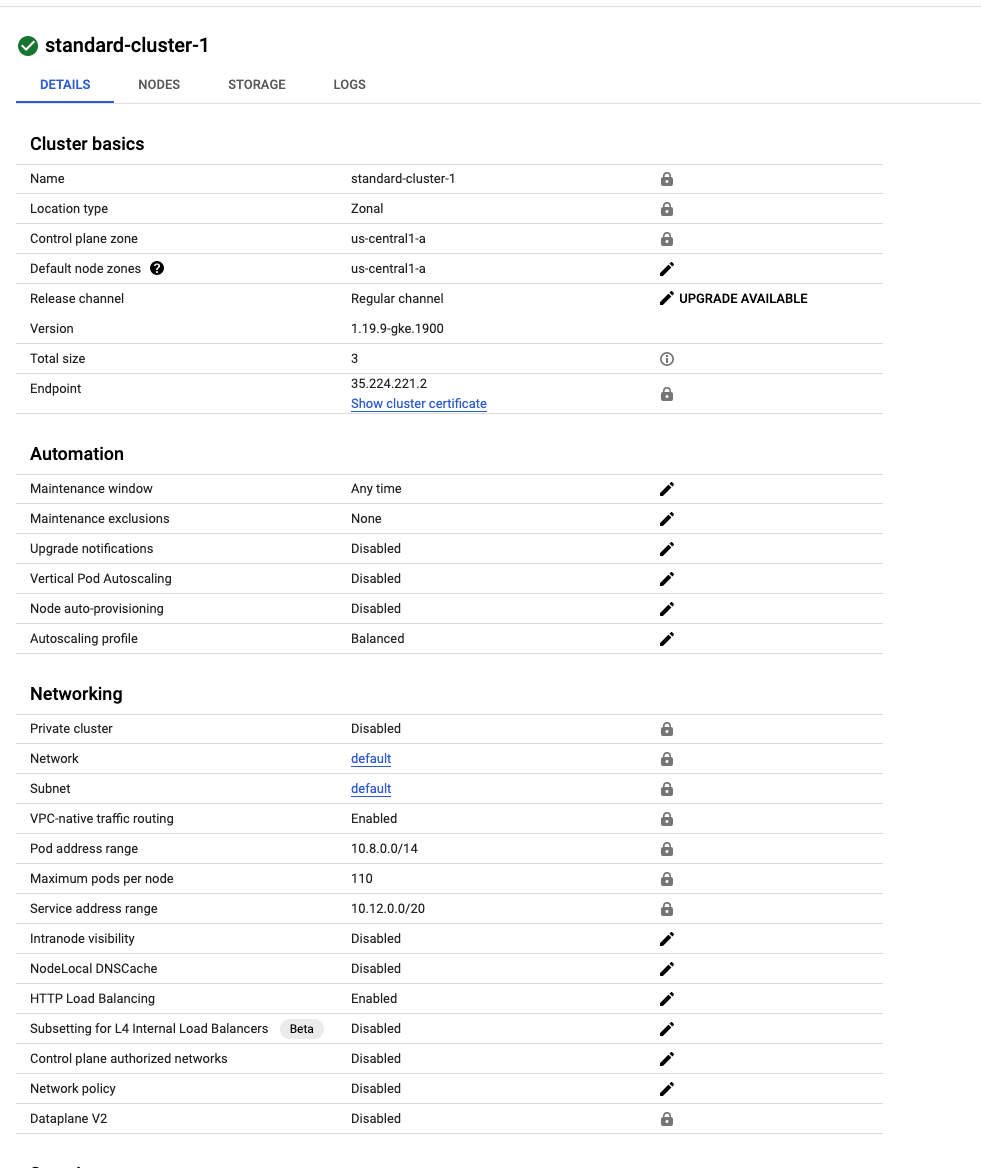 standard-cluster-1
DETAILS NODES STORAGE LOGS
Cluster basics
Name standard-cluster-1
Location type Zonal
Control plane zone us-central1-a
Default node zones us-central1-a
Release channel Regular channel UPGRADE AVAILABLE
Version 1.19.9-gke.1900
Total size 3
Endpoint 35.224.221.2
Show cluster certificate
Automation
Maintenance window Any time
Maintenance exclusions None
Upgrade notifications Disabled
Vertical Pod Autoscaling Disabled
Node auto-provisioning Disabled
Autoscaling profile Balanced
Networking
Private cluster Disabled
Network default
Subnet default
VPC-native traffic routing Enabled
Pod address range 10.8.0.0/14
Maximum pods per node 110
Service address range 10.12.0.0/20
Intranode visibility Disabled
NodeLocal DNSCache Disabled
HTTP Load Balancing Enabled
Subsetting for L4 Internal Load Balancers Beta Disabled
Control plane authorized networks Disabled
Network policy Disabled
Dataplane V2 Disabled